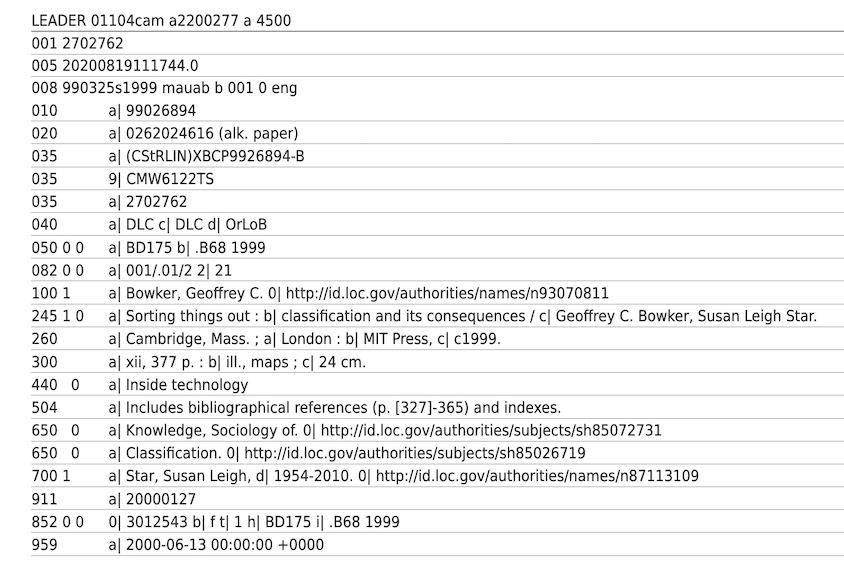 LEADER 01104cam a2200277 a 4500
001 2702762
005 20200819111744.0
008 990325s1999 mauab b 001 0 eng
010 a| 99026894
020 a| 0262024616 (alk. paper)
035 a| (CStRLIN)XBCP9926894-B
035 9| CMW6122TS
035 a| 2702762
040 a| DLC c| DLC d| OrLoB
050 0 0 a| BD175 b| .B68 1999
082 0 0 a| 001/.01/2 2| 21
100 1 a| Bowker, Geoffrey C. 0| http://id.loc.gov/authorities/names/n93070811
245 1 0 a| Sorting things out : b| classification and its consequences / c| Geoffrey C. Bowker, Susan Leigh Star.
260 a| Cambridge, Mass. ; a| London : b| MIT Press, c| c1999.
300 a| xii, 377 p. : b| ill., maps ; c| 24 cm.
440 0 a| Inside technology
504 a| Includes bibliographical references (p. [327]-365) and indexes.
650 0 a| Knowledge, Sociology of. 0| http://id.loc.gov/authorities/subjects/sh85072731
650 0 a| Classification. 0| http://id.loc.gov/authorities/subjects/sh85026719
700 1 a| Star, Susan Leigh, d| 1954-2010. 0| http://id.loc.gov/authorities/names/n87113109
911 a| 20000127
852 0 0 0| 3012543 b| f t| 1 h| BD175 i| .B68 1999
959 a| 2000-06-13 00:00:00 +0000